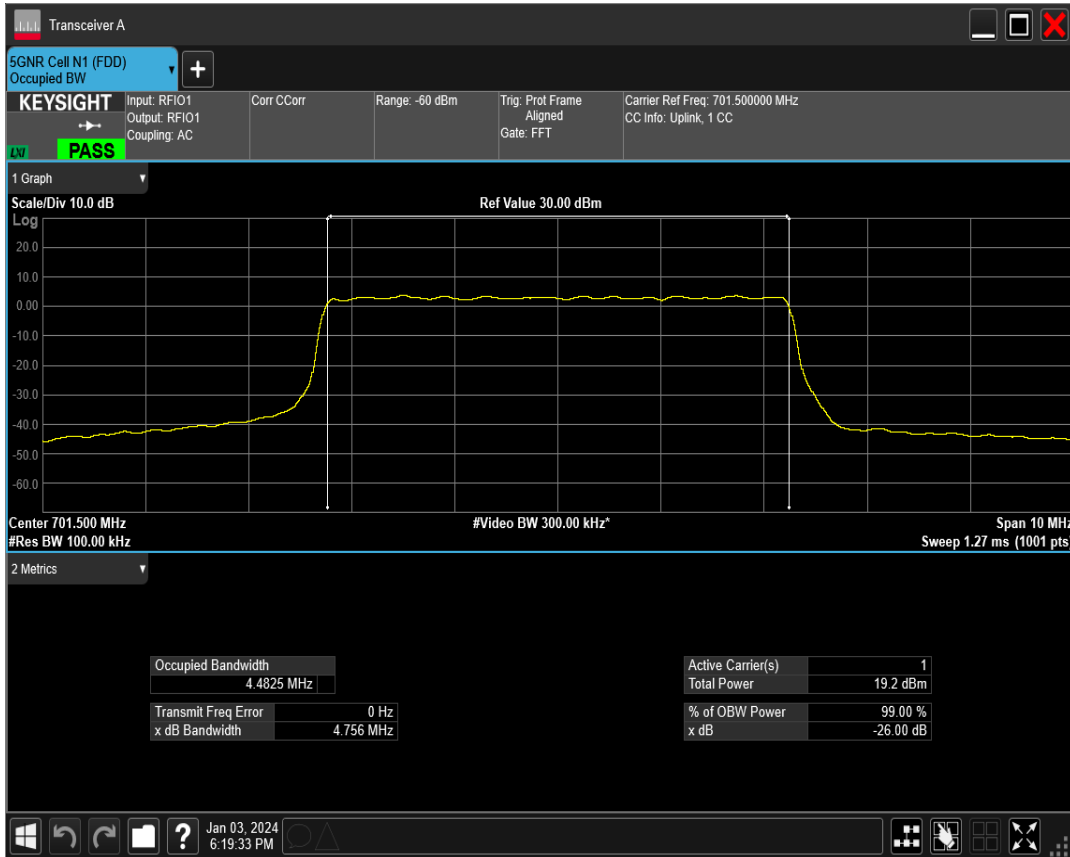 Transceiver A
5GNR Cell N1 (FDD)
Occupied BW
+
KEYSIGHT
LXI
PASS
Input: RFIO1
Output: RFIO1
Coupling: AC
Corr CCorr
Range: -60 dBm
Trig: Prot Frame
Aligned
Gate: FFT
Carrier Ref Freq: 701.500000 MHz
CC Info: Uplink, 1 CC
1 Graph
Scale/Div 10.0 dB
Ref Value 30.00 dBm
Log
20.0
10.0
0.00
-10.0
-20.0
-30.0
-40.0
-50.0
-60.0
Center 701.500 MHz
#Video BW 300.00 kHz*
Span 10 MHz
#Res BW 100.00 kHz
Sweep 1.27 ms (1001 pts)
2 Metrics
Occupied Bandwidth
4.4825 MHz
Transmit Freq Error 0 Hz
x dB Bandwidth 4.756 MHz
Active Carrier(s) 1
Total Power 19.2 dBm
% of OBW Power 99.00 %
x dB -26.00 dB
?
Jan 03, 2024
6:19:33 PM